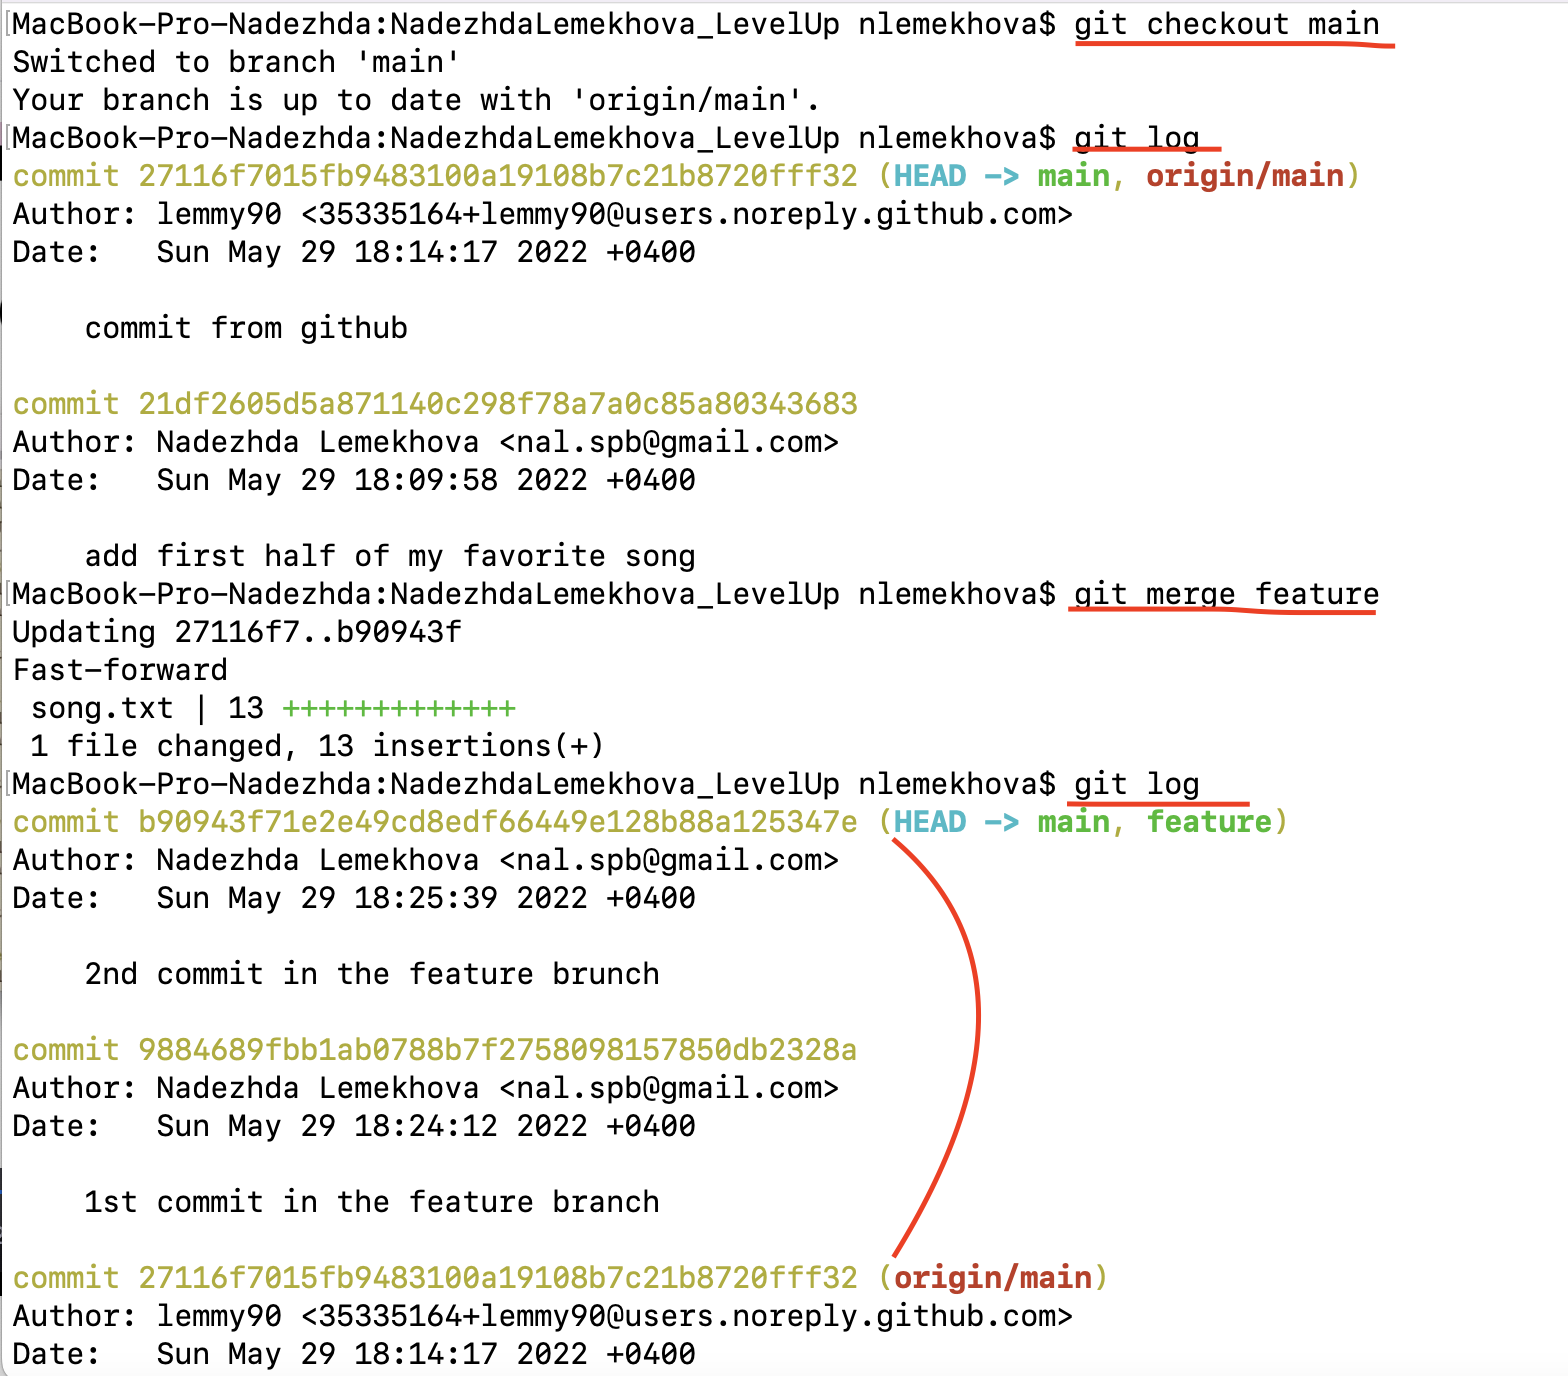 MacBook-Pro-Nadezhda:NadezhdaLemekhova_LevelUp nlemekhova$ git checkout main
Switched to branch 'main'
Your branch is up to date with 'origin/main'.
MacBook-Pro-Nadezhda:NadezhdaLemekhova_LevelUp nlemekhova$ git log
commit 27116f7015fb9483100a19108b7c21b8720fff32 (HEAD -> main, origin/main)
Author: lemmy90 <35335164+lemmy90@users.noreply.github.com>
Date:   Sun May 29 18:14:17 2022 +0400
    commit from github
commit 21df2605d5a871140c298f78a7a0c85a80343683
Author: Nadezhda Lemekhova <nal.spb@gmail.com>
Date:   Sun May 29 18:09:58 2022 +0400
    add first half of my favorite song
MacBook-Pro-Nadezhda:NadezhdaLemekhova_LevelUp nlemekhova$ git merge feature
Updating 27116f7..b90943f
Fast-forward
 song.txt | 13 +++++++++++++
 1 file changed, 13 insertions(+)
MacBook-Pro-Nadezhda:NadezhdaLemekhova_LevelUp nlemekhova$ git log
commit b90943f71e2e49cd8edf66449e128b88a125347e (HEAD -> main, feature)
Author: Nadezhda Lemekhova <nal.spb@gmail.com>
Date:   Sun May 29 18:25:39 2022 +0400
    2nd commit in the feature brunch
commit 9884689fbb1ab0788b7f2758098157850db2328a
Author: Nadezhda Lemekhova <nal.spb@gmail.com>
Date:   Sun May 29 18:24:12 2022 +0400
    1st commit in the feature branch
commit 27116f7015fb9483100a19108b7c21b8720fff32 (origin/main)
Author: lemmy90 <35335164+lemmy90@users.noreply.github.com>
Date:   Sun May 29 18:14:17 2022 +0400